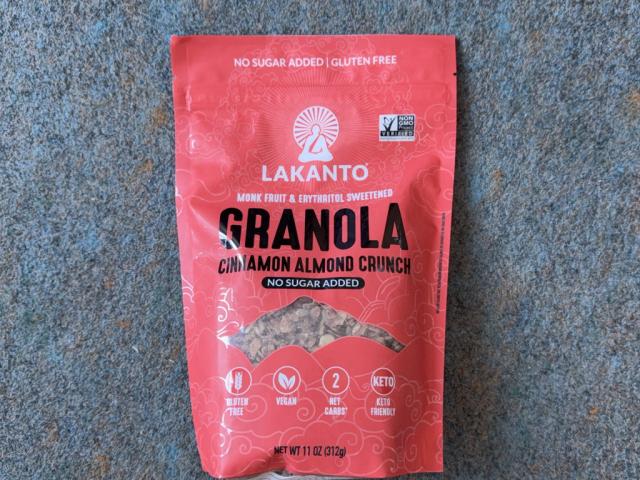 NO SUGAR ADDED | GLUTEN FREE
NON
GMO
Project
VERIFIED
LAKANTO
MONK FRUIT & ERYTHRITOL SWEETENED
GRANOLA
CINNAMON ALMOND CRUNCH
NO SUGAR ADDED
GLUTEN
FREE
VEGAN
2
NET
CARBS*
KETO
KETO
FRIENDLY
NET WT 11 OZ (312g)